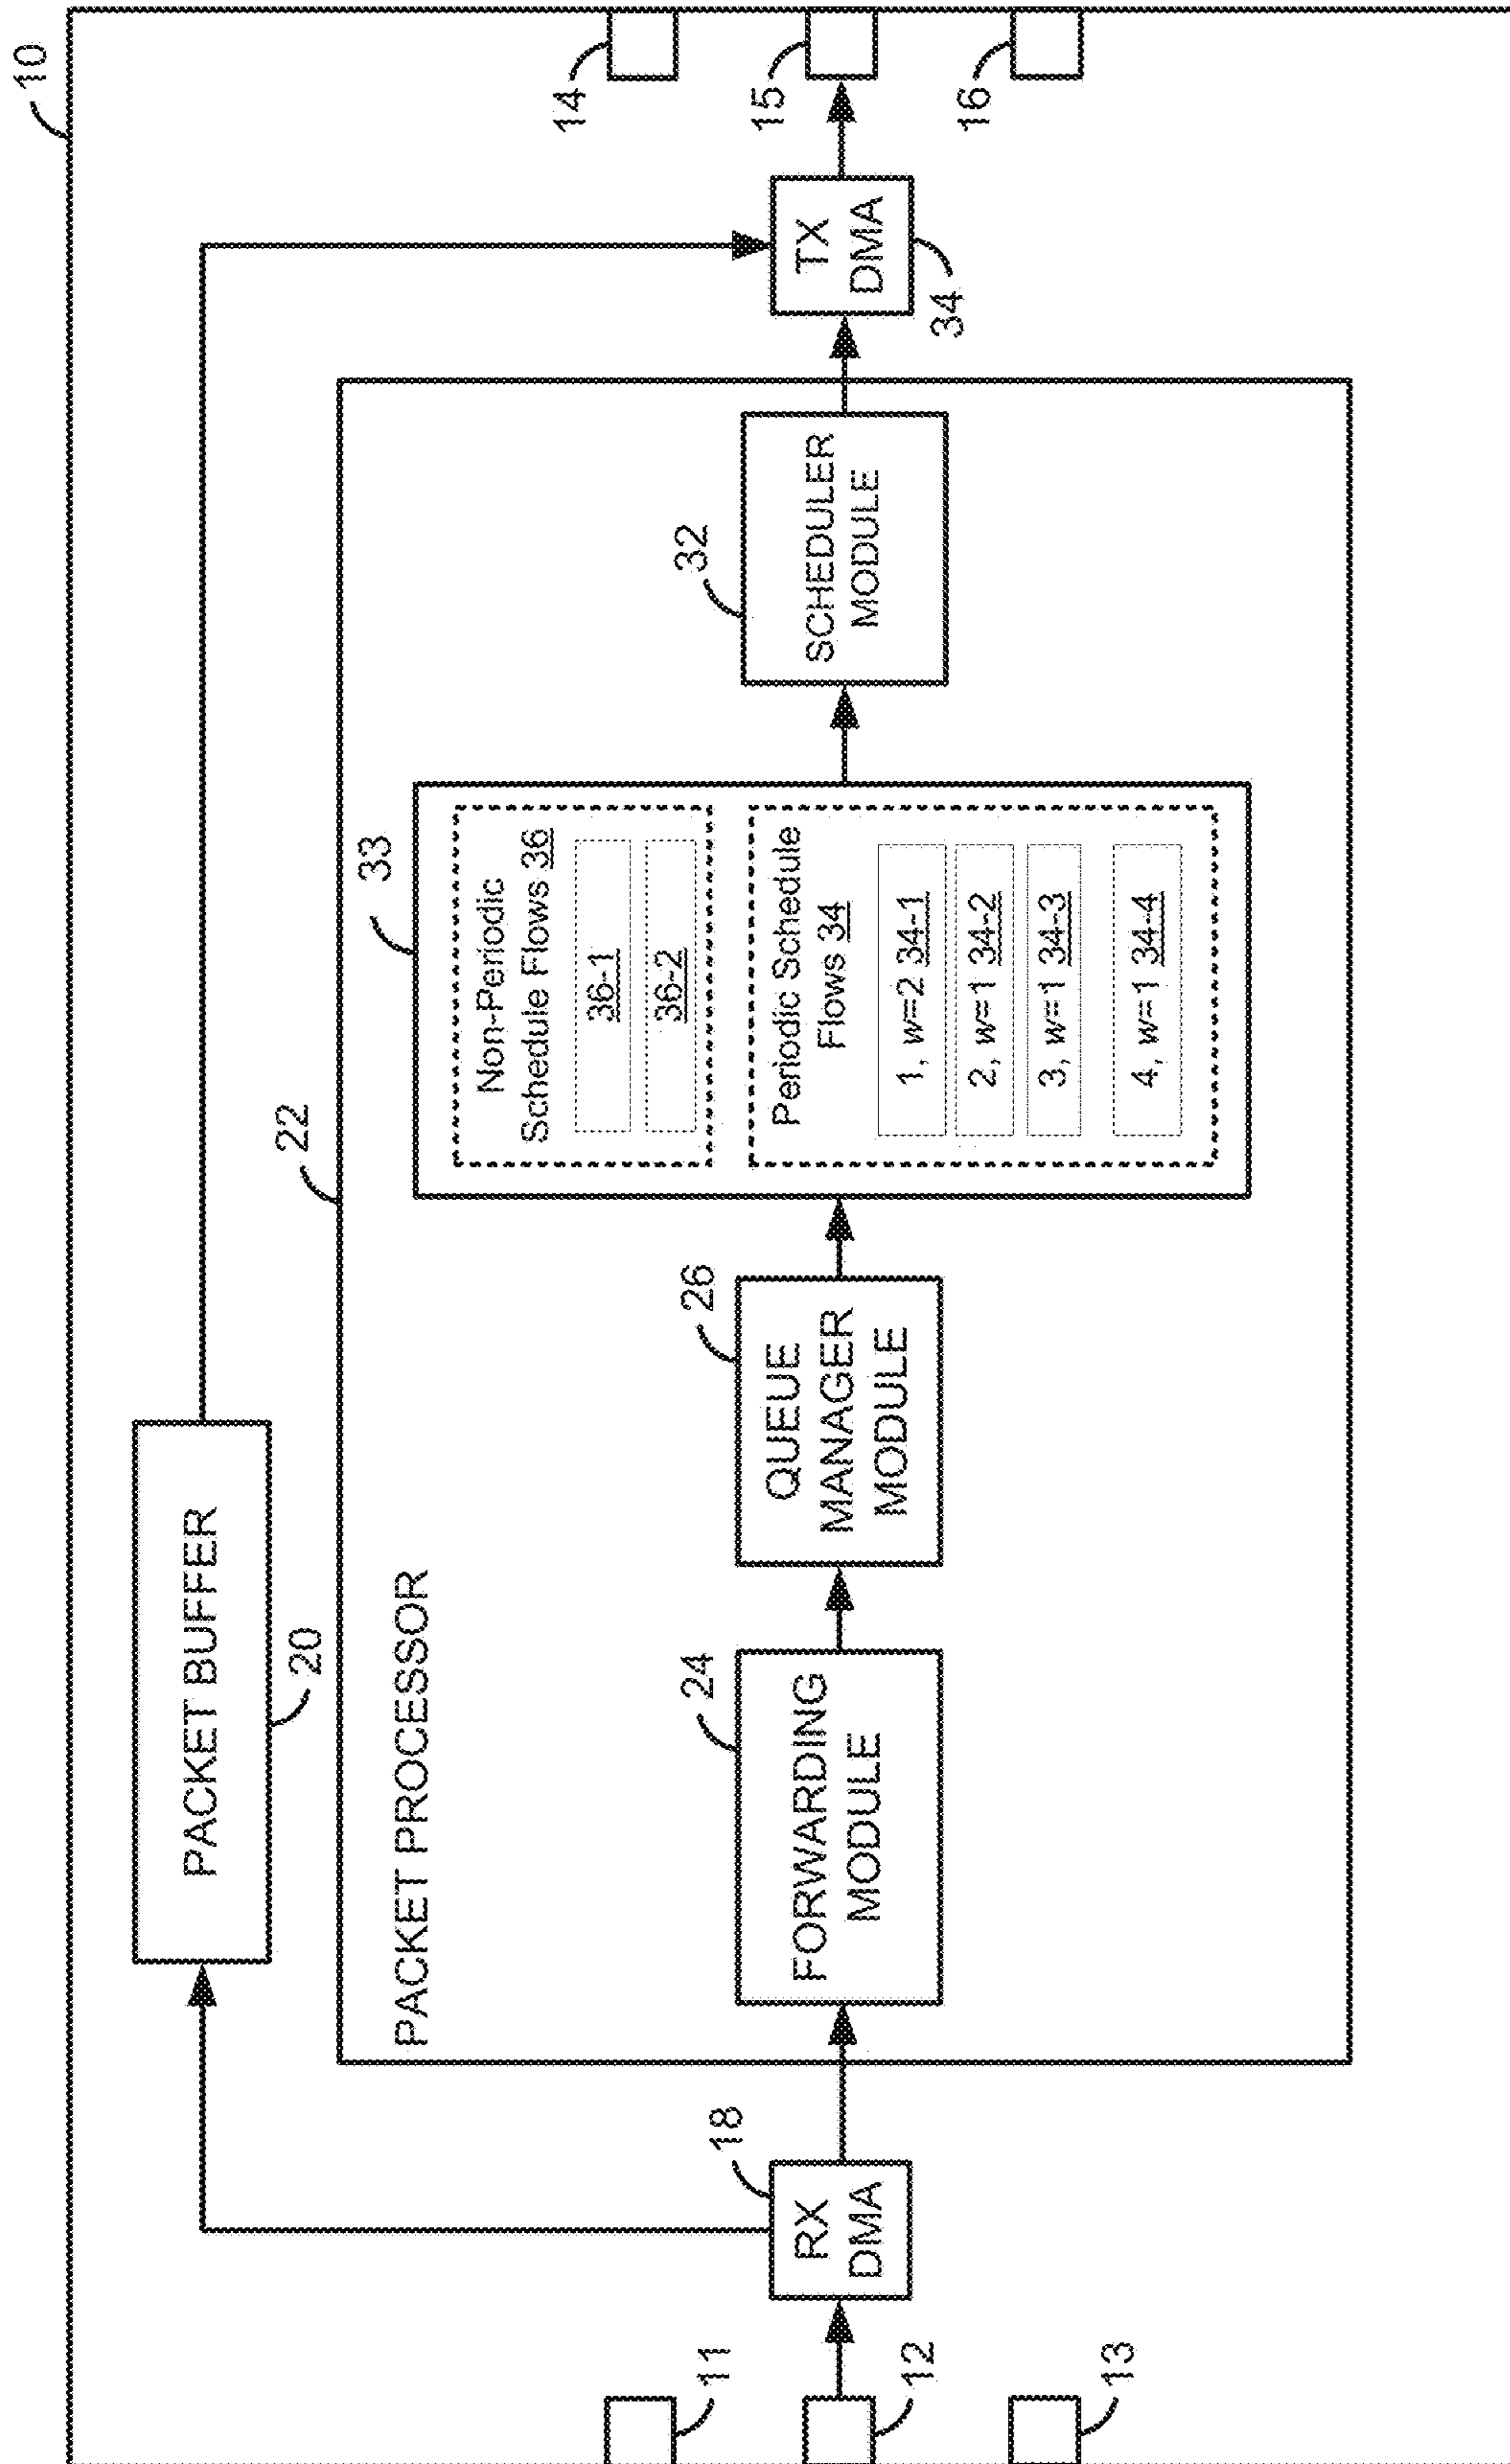 10
PACKET BUFFER
20
22
PACKET PROCESSOR
11
12
13
18
RX
DMA
24
FORWARDING
MODULE
26
QUEUE
MANAGER
MODULE
33
Non-Periodic
Schedule Flows 36
36-1
36-2
Periodic Schedule
Flows 34
1, w=2 34-1
2, w=1 34-2
3, w=1 34-3
4, w=1 34-4
32
SCHEDULER
MODULE
TX
DMA
34
14
15
16